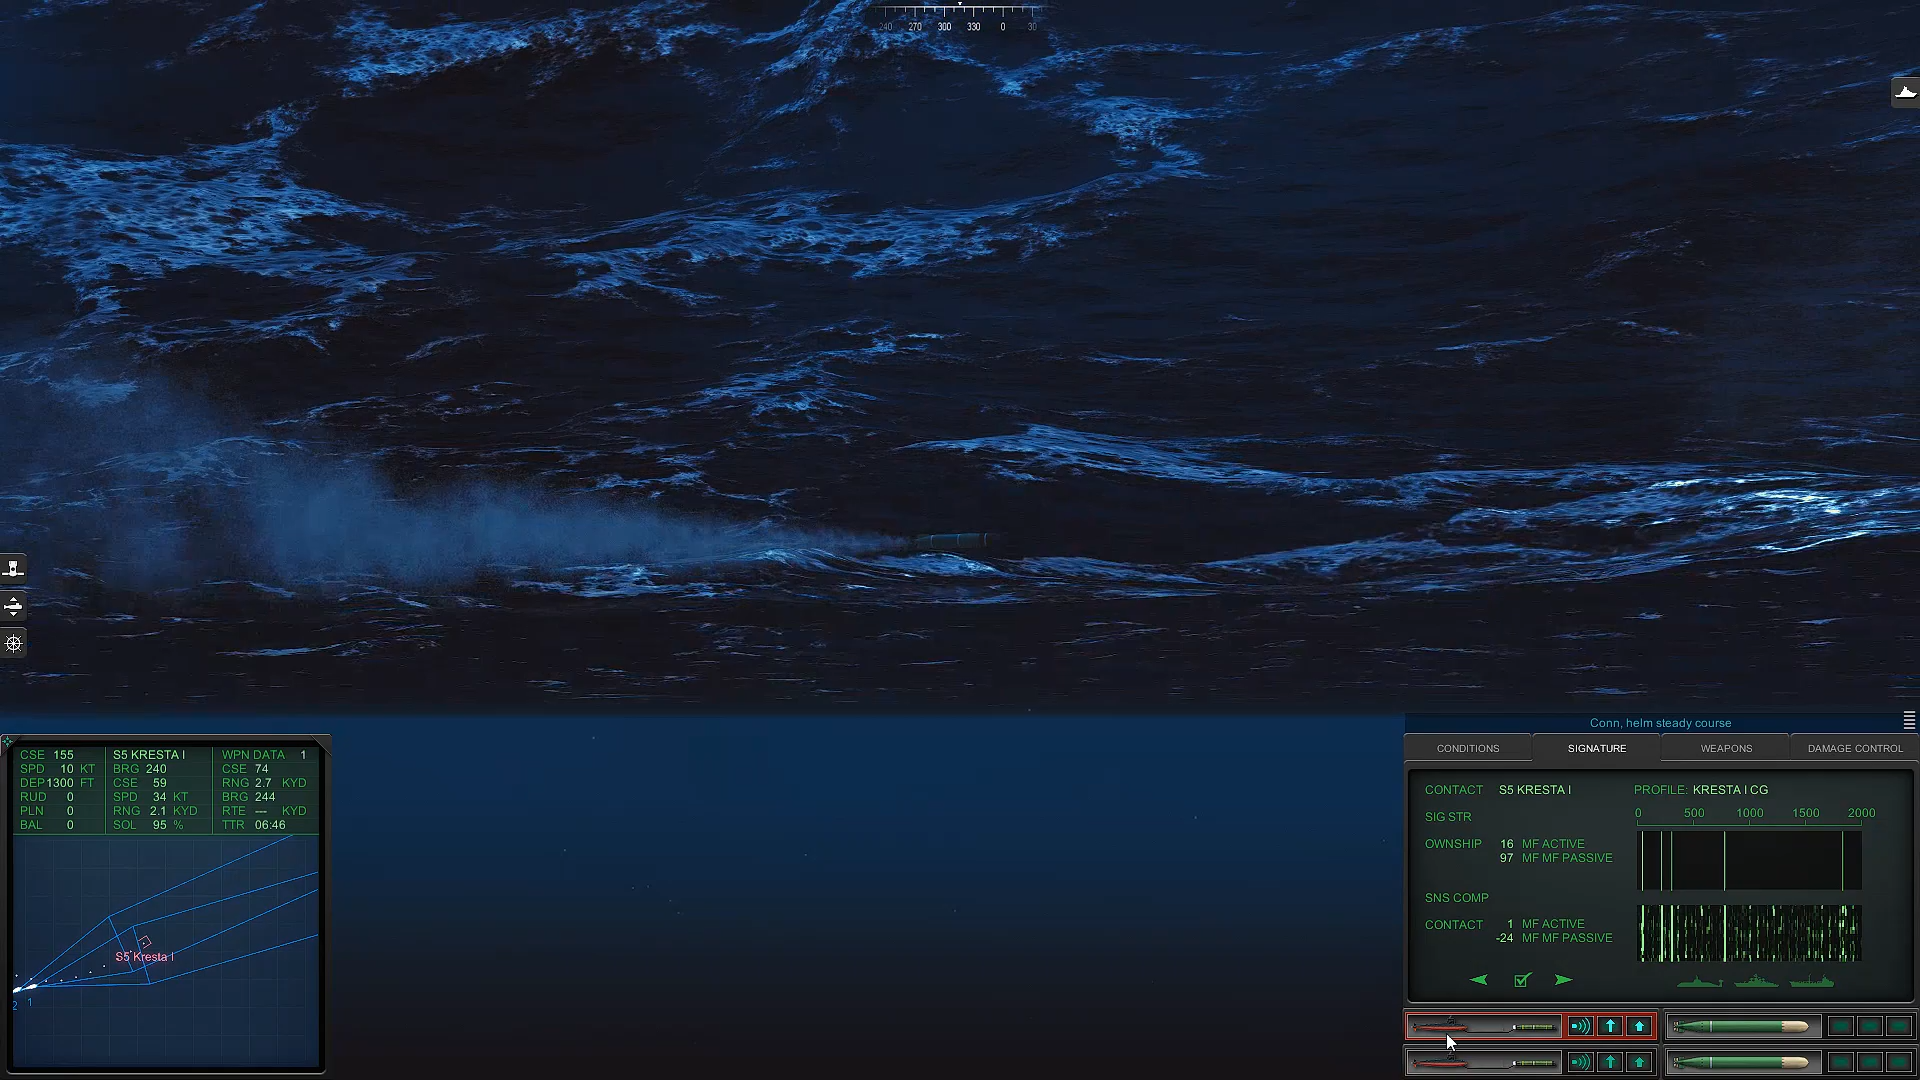 240 270 300 330 0 30
Conn, helm steady course
CONDITIONS SIGNATURE WEAPONS DAMAGE CONTROL
CSE 155 S5 KRESTA I WPN DATA 1
SPD 10 KT BRG 240 CSE 74
DEP 1300 FT CSE 59 RNG 2.7 KYD
RUD 0 SPD 34 KT BRG 244
PLN 0 RNG 2.1 KYD RTE --- KYD
BAL 0 SOL 95 % TTR 06:46
S5 Kresta I
2 1
CONTACT S5 KRESTA I PROFILE: KRESTA I CG
SIG STR 0 500 1000 1500 2000
OWNSHIP 16 MF ACTIVE
97 MF MF PASSIVE
SNS COMP
CONTACT 1 MF ACTIVE
-24 MF MF PASSIVE